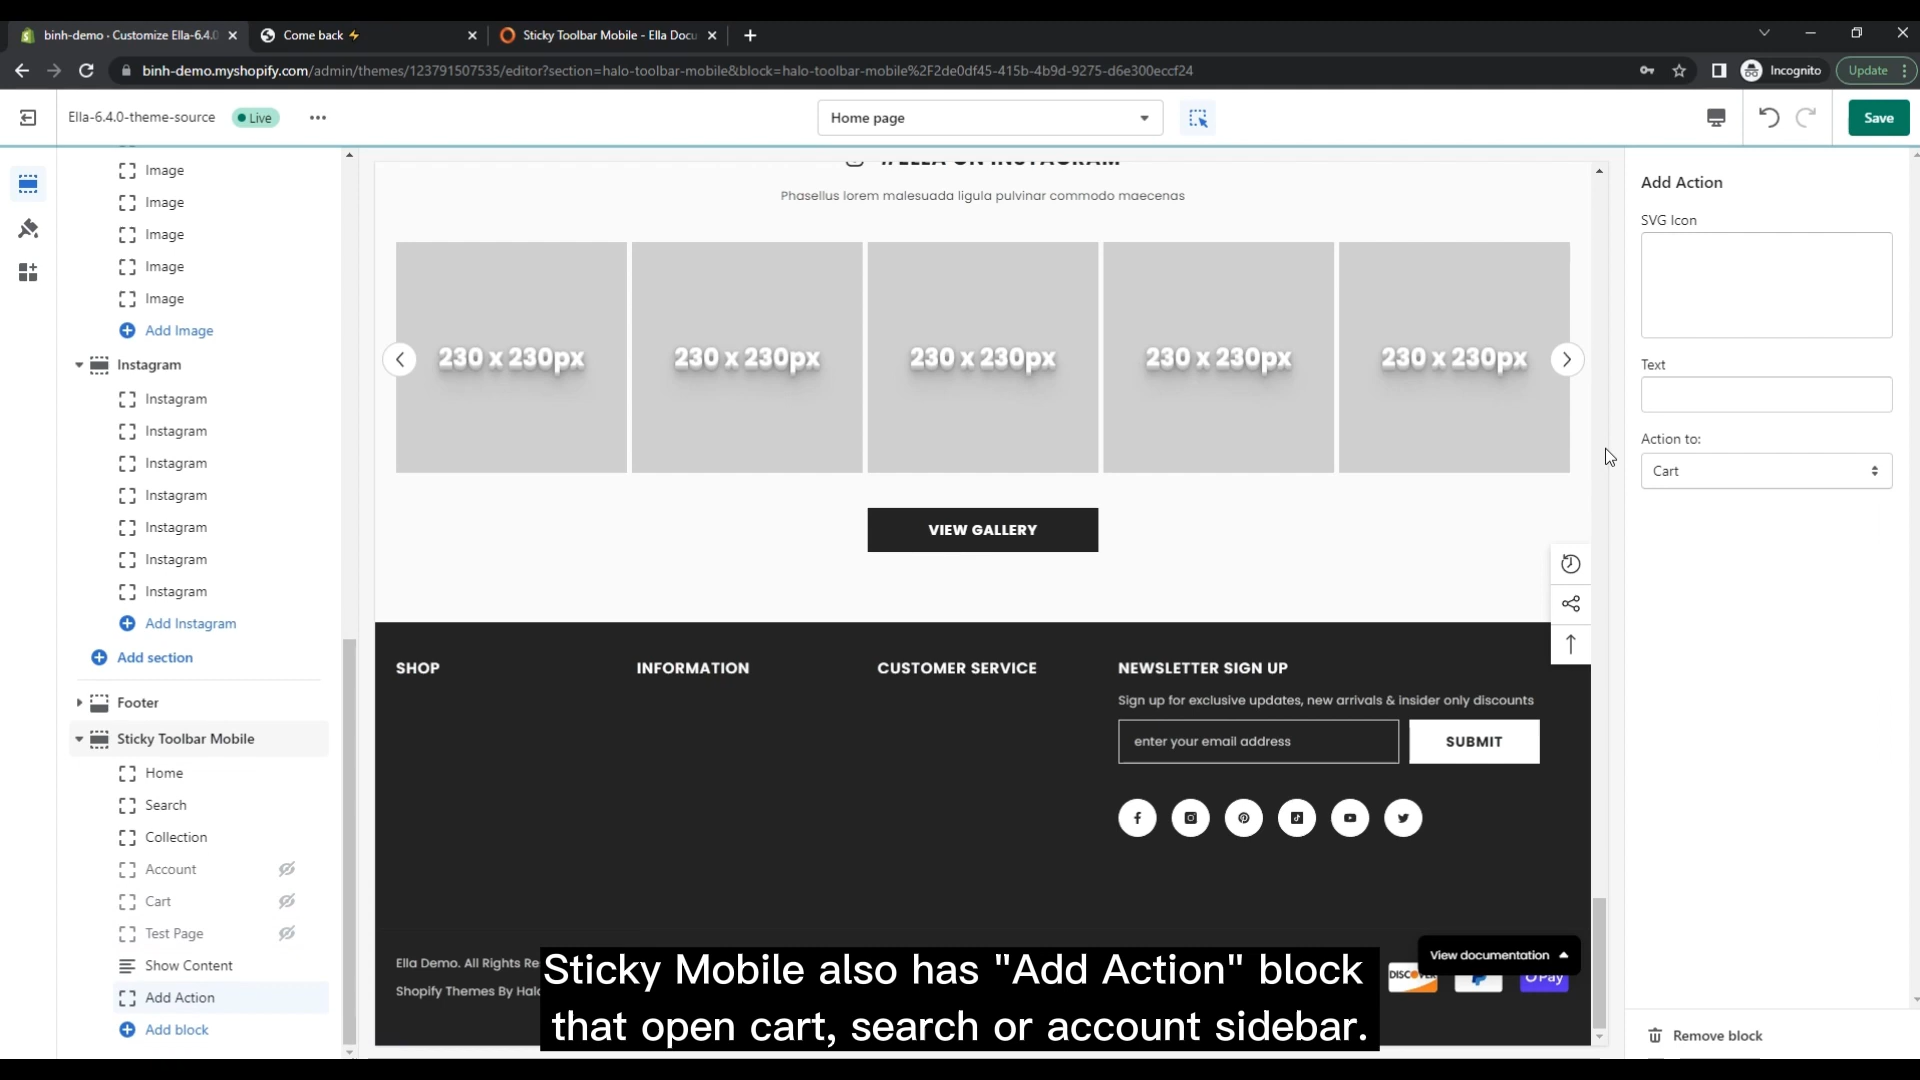 binh-demo · Customize Ella-6.4.0
Come back ⚡
Sticky Toolbar Mobile - Ella Docu
binh-demo.myshopify.com/admin/themes/123791507535/editor?section=halo-toolbar-mobile&block=halo-toolbar-mobile%2F2de0df45-415b-4b9d-9275-d6e300eccf24
Incognito
Update
Ella-6.4.0-theme-source
Live
Home page
Save
Image
Image
Image
Image
Image
Add Image
Instagram
Instagram
Instagram
Instagram
Instagram
Instagram
Instagram
Instagram
Add Instagram
Add section
Footer
Sticky Toolbar Mobile
Home
Search
Collection
Account
Cart
Test Page
Show Content
Add Action
Add block
#ELLA ON INSTAGRAM
Phasellus lorem malesuada ligula pulvinar commodo maecenas
230 x 230px
230 x 230px
230 x 230px
230 x 230px
230 x 230px
VIEW GALLERY
SHOP
INFORMATION
CUSTOMER SERVICE
NEWSLETTER SIGN UP
Sign up for exclusive updates, new arrivals & insider only discounts
enter your email address
SUBMIT
Ella Demo. All Rights Re
Shopify Themes By Halo
View documentation
DISCOVER
Pay
Sticky Mobile also has "Add Action" block
that open cart, search or account sidebar.
Add Action
SVG Icon
Text
Action to:
Cart
Remove block